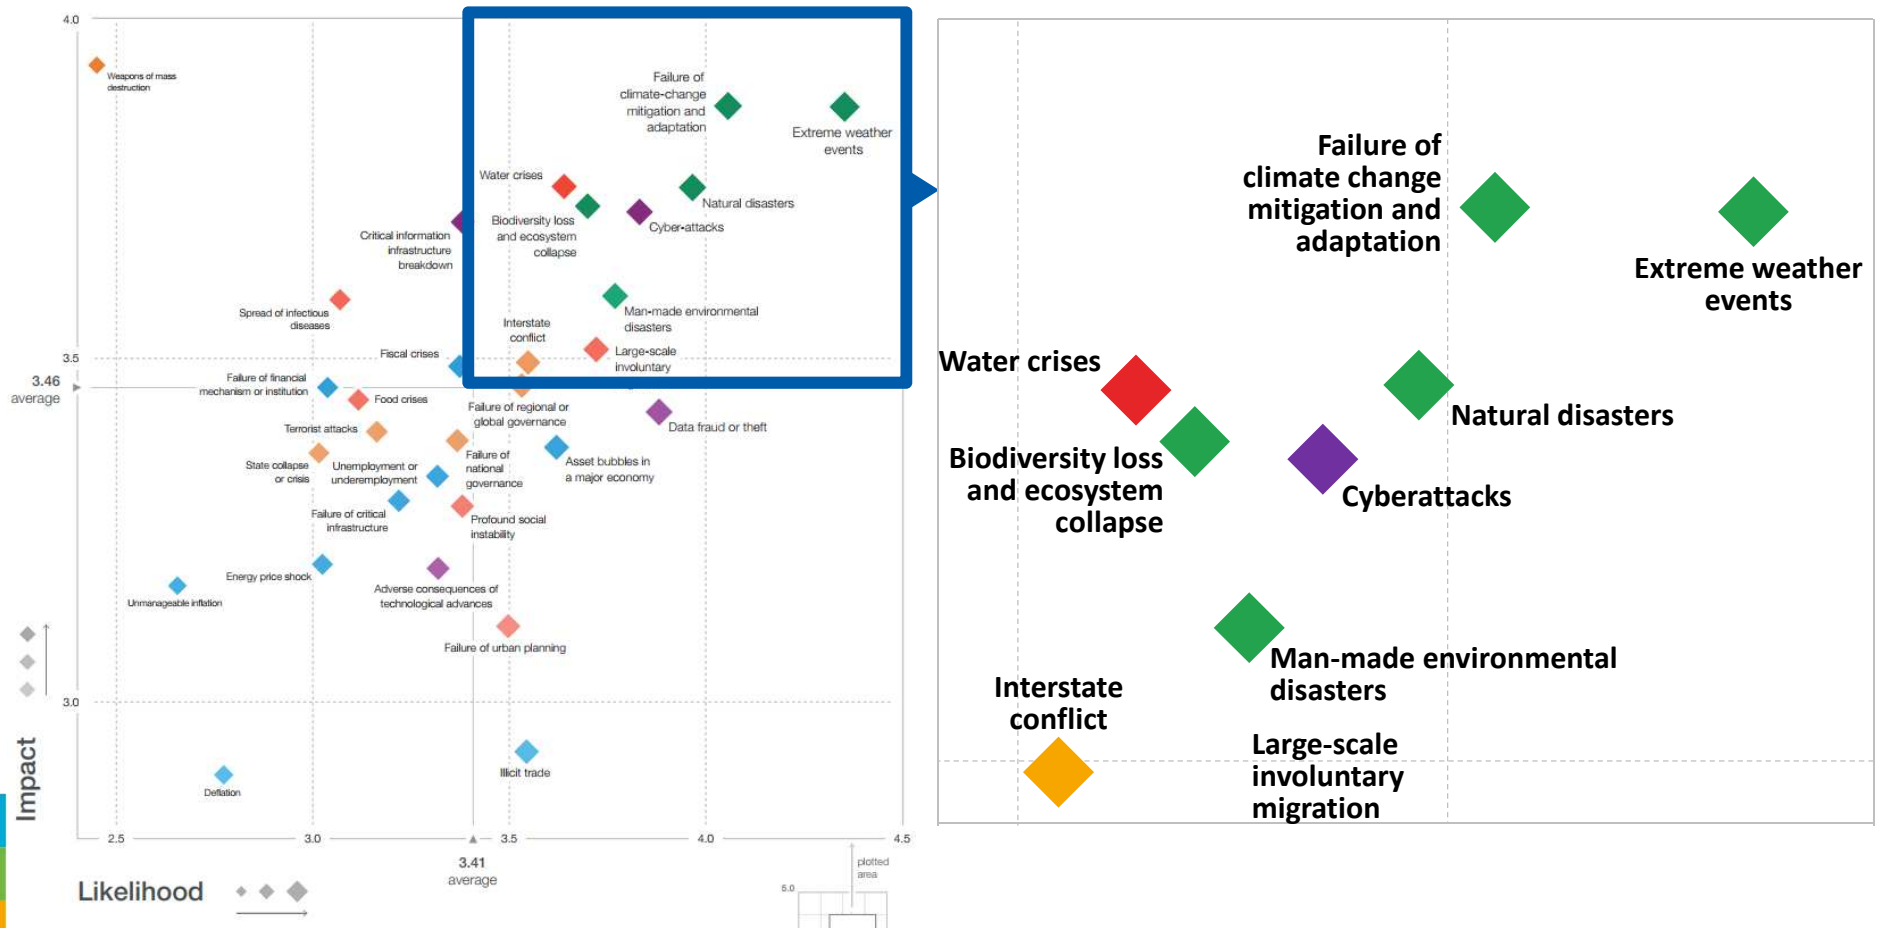 4.0
Weapons of mass
destruction
Failure of
climate-change
mitigation and
adaptation
Extreme weather
events
Water crises
Natural disasters
Biodiversity loss
and ecosystem
collapse
Cyber-attacks
Critical information
infrastructure
breakdown
Spread of infectious
diseases
Man-made environmental
disasters
Interstate
conflict
Large-scale
involuntary
Fiscal crises
3.5
3.46
average
Failure of financial
mechanism or institution
Food crises
Failure of regional or
global governance
Data fraud or theft
Terrorist attacks
State collapse
or crisis
Unemployment or
underemployment
Failure of
national
governance
Asset bubbles in
a major economy
Failure of critical
infrastructure
Profound social
instability
Energy price shock
Unmanageable inflation
Adverse consequences of
technological advances
Failure of urban planning
3.0
Illicit trade
Deflation
Impact
2.5
3.0
3.5
4.0
4.5
3.41
average
Likelihood
plotted
area
5.0
Failure of
climate change
mitigation and
adaptation
Extreme weather
events
Water crises
Natural disasters
Biodiversity loss
and ecosystem
collapse
Cyberattacks
Man-made environmental
disasters
Interstate
conflict
Large-scale
involuntary
migration